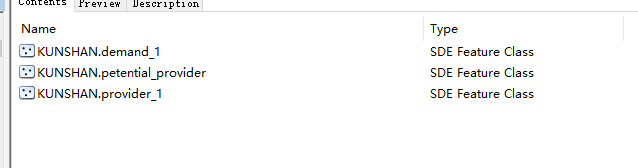 Contents Preview Description
Name Type
KUNSHAN.demand_1 SDE Feature Class
KUNSHAN.petential_provider SDE Feature Class
KUNSHAN.provider_1 SDE Feature Class